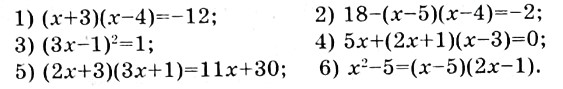 1) (x+3)(x−4)=−12; 2) 18−(x−5)(x−4)=−2;
3) (3x−1)²=1; 4) 5x+(2x+1)(x−3)=0;
5) (2x+3)(3x+1)=11x+30; 6) x²−5=(x−5)(2x−1).